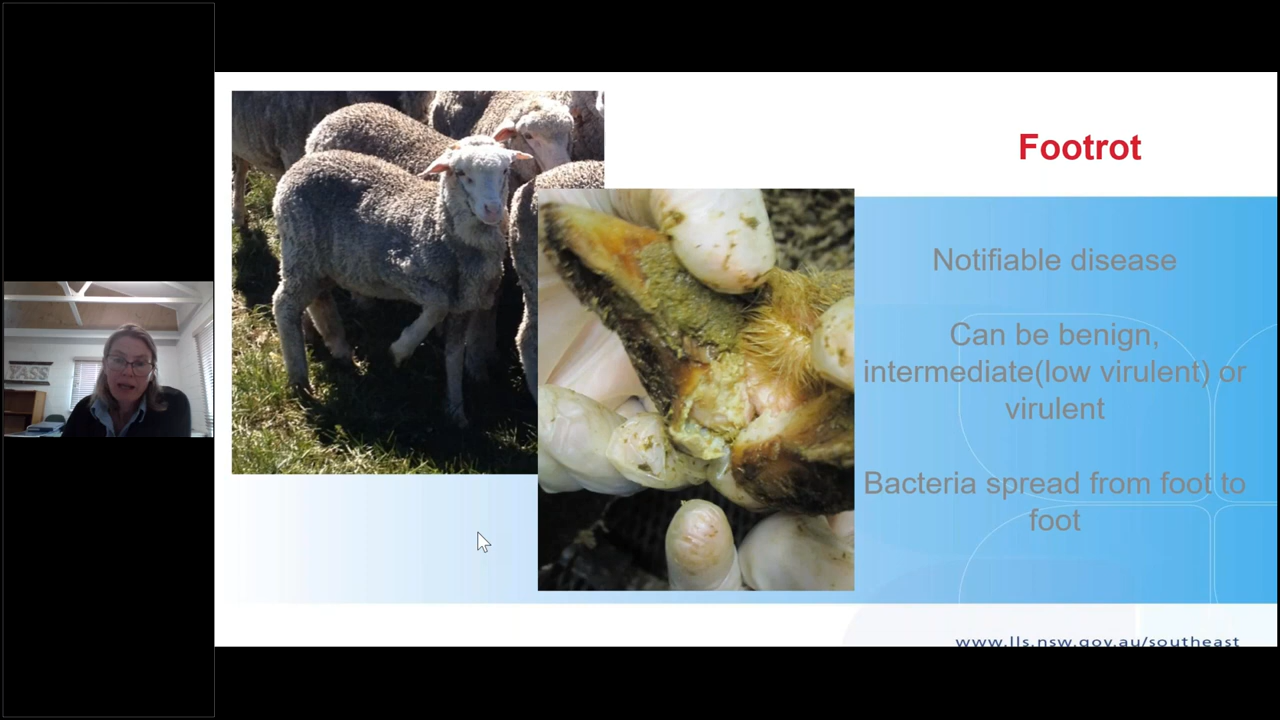 YASS
Footrot
Notifiable disease
Can be benign,
intermediate(low virulent) or
virulent
Bacteria spread from foot to
foot
www.lls.nsw.gov.au/southeast